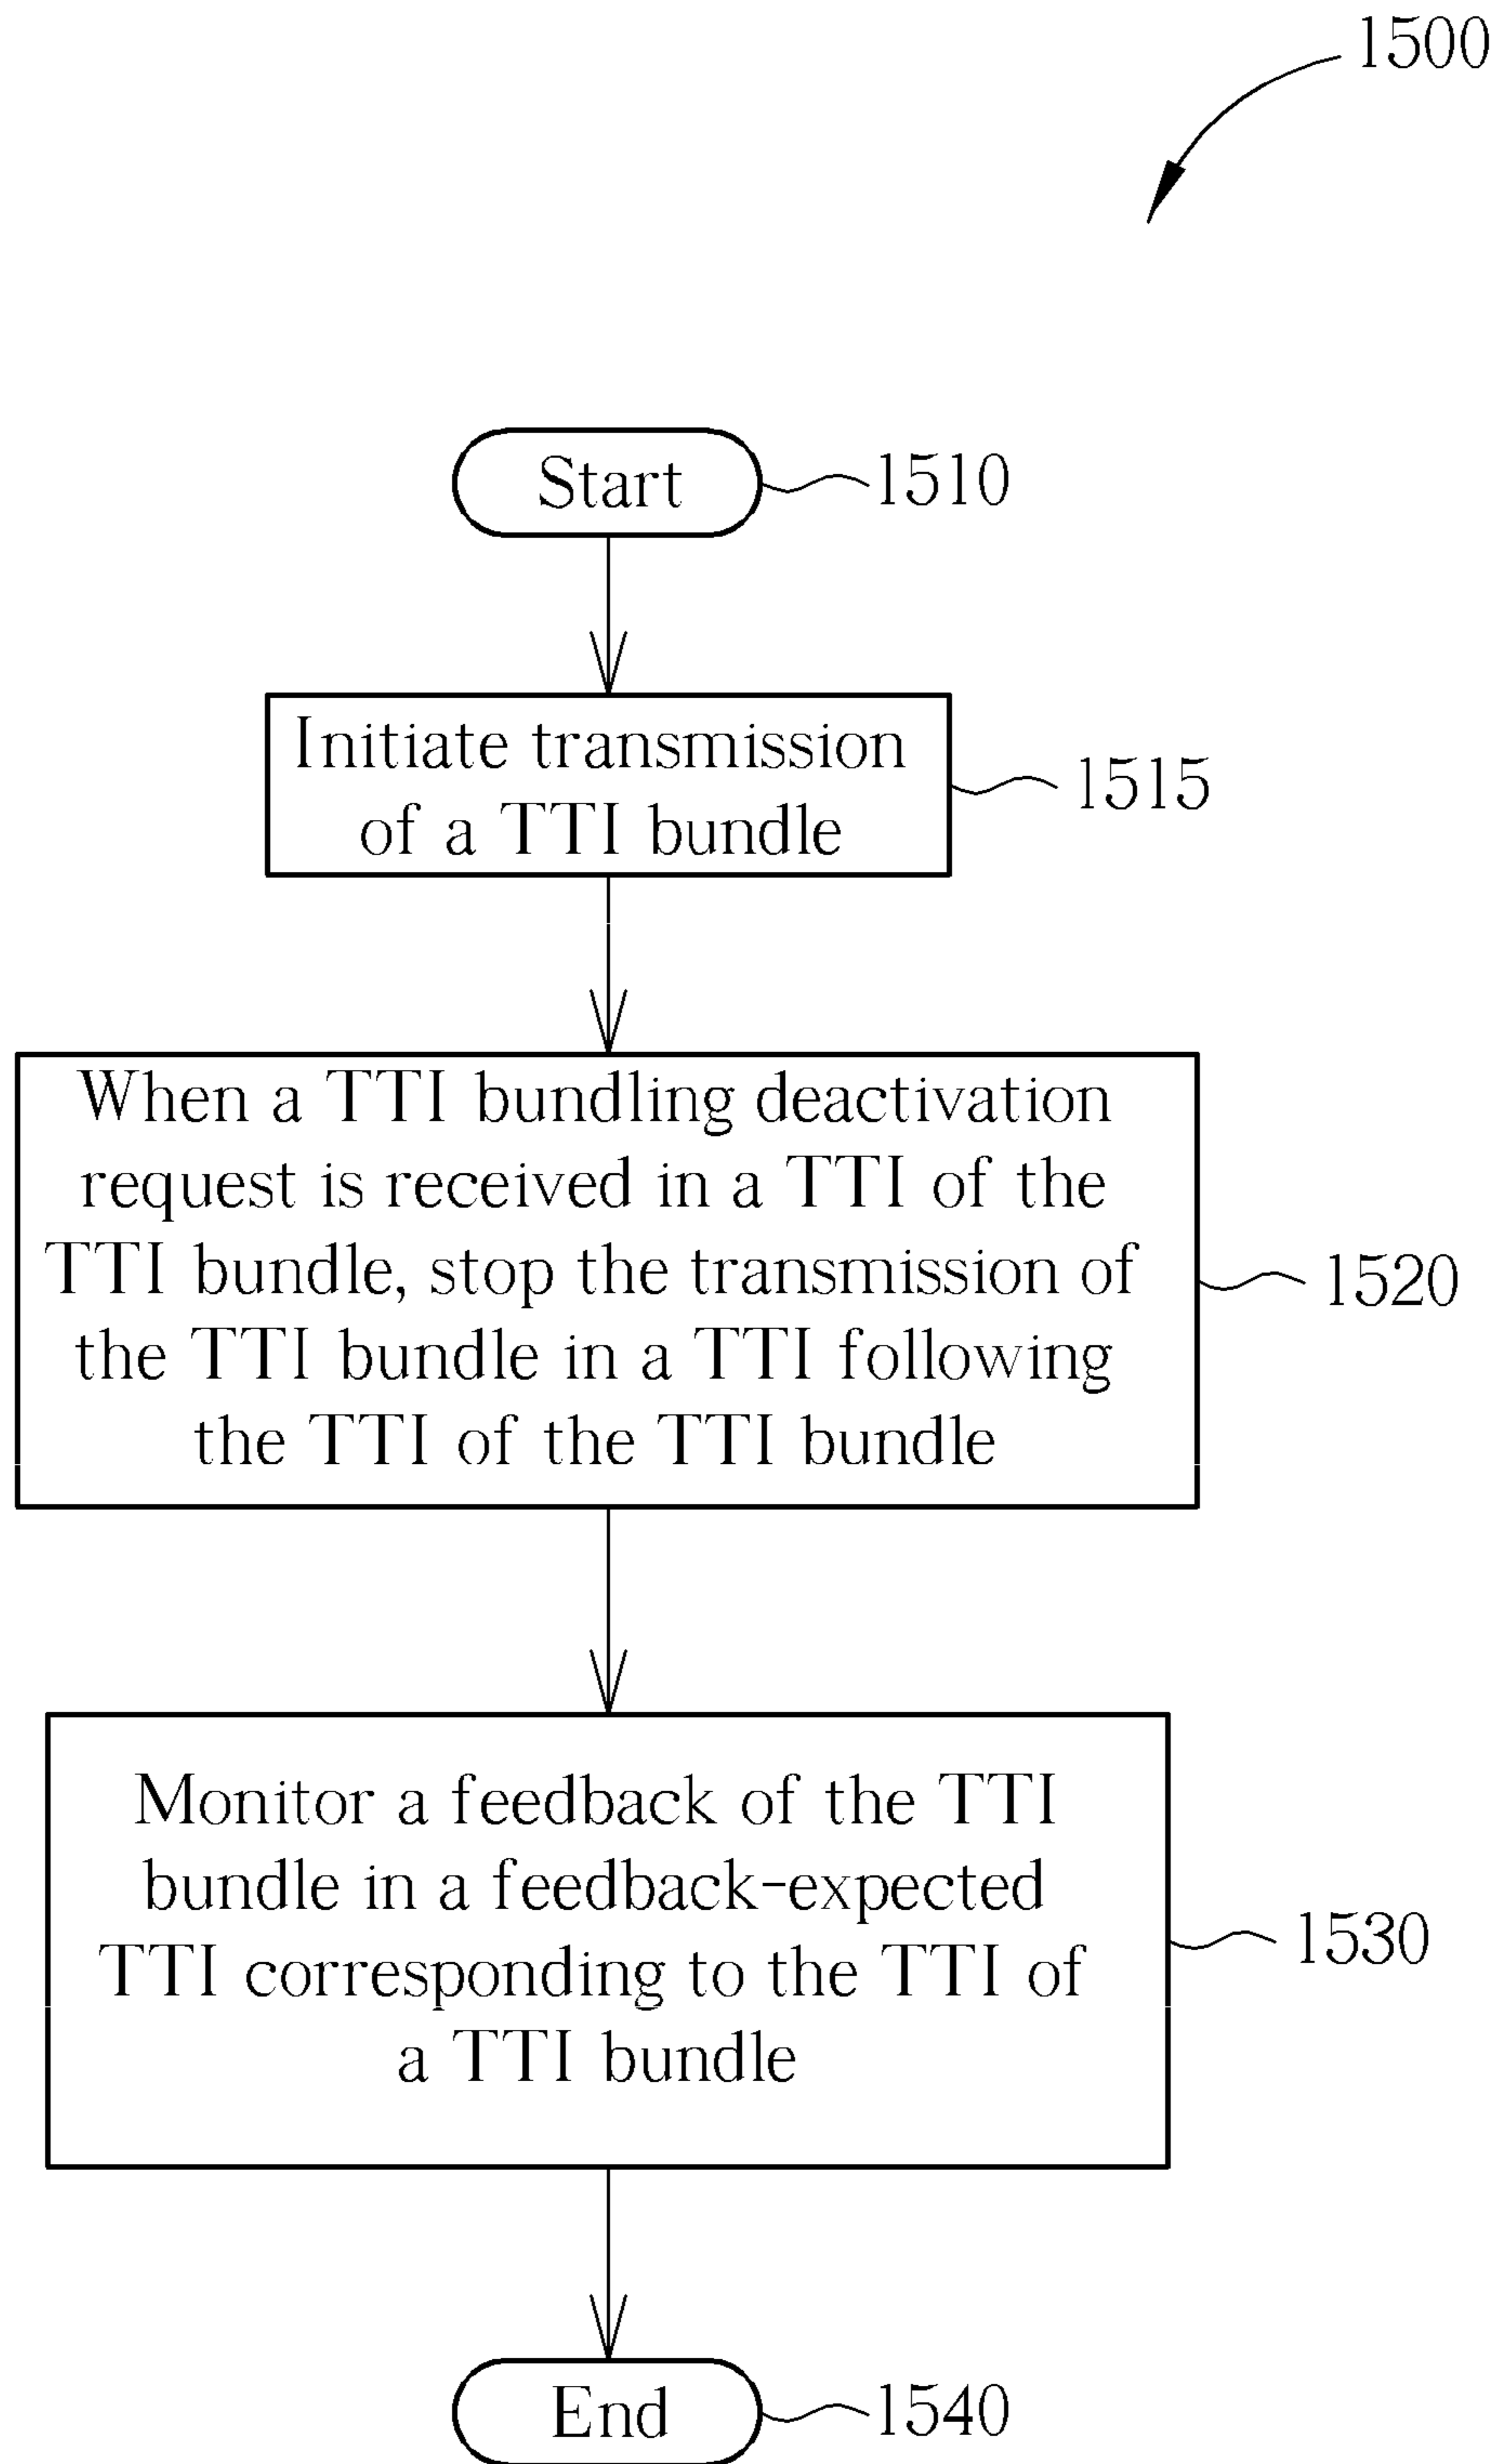 1500
Start
1510
Initiate transmission
of a TTI bundle
1515
When a TTI bundling deactivation
request is received in a TTI of the
TTI bundle, stop the transmission of
the TTI bundle in a TTI following
the TTI of the TTI bundle
1520
Monitor a feedback of the TTI
bundle in a feedback-expected
TTI corresponding to the TTI of
a TTI bundle
1530
End
1540